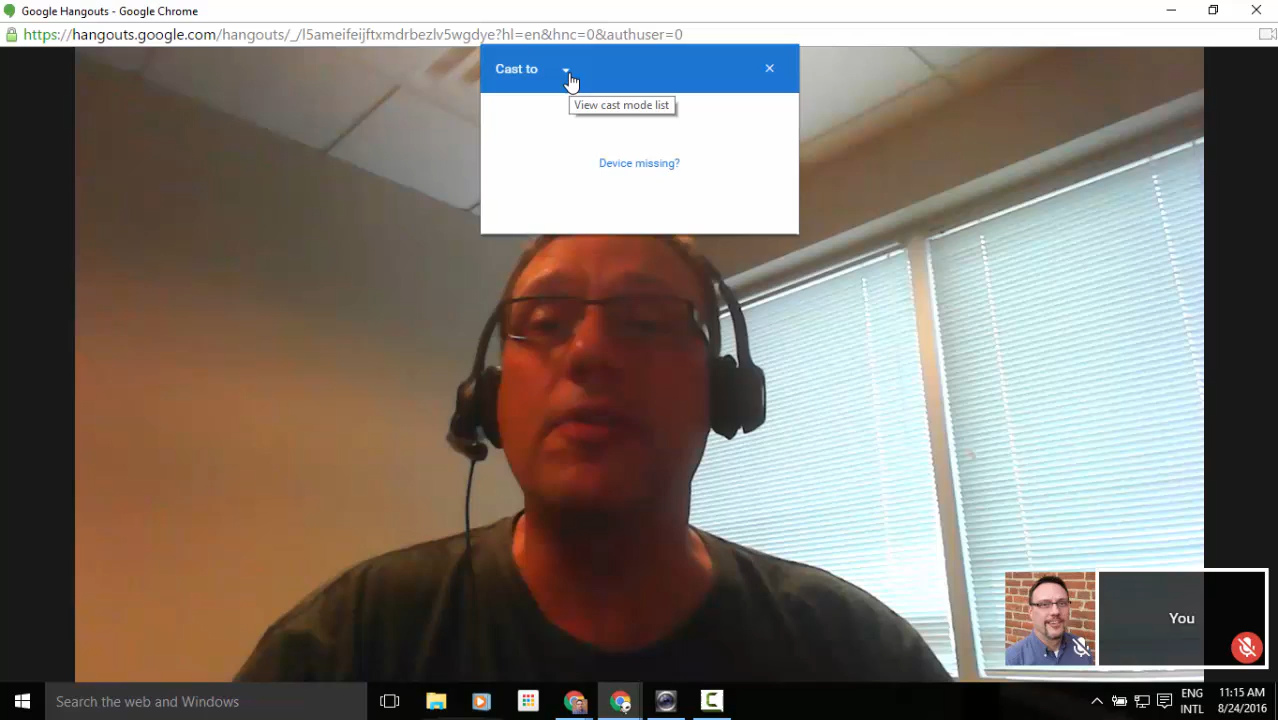 Google Hangouts - Google Chrome
https://hangouts.google.com/hangouts/_/l5ameifeijftxmdrbezlv5wgdye?hl=en&hnc=0&authuser=0
Cast to
View cast mode list
Device missing?
You
Search the web and Windows
ENG
INTL
11:15 AM
8/24/2016